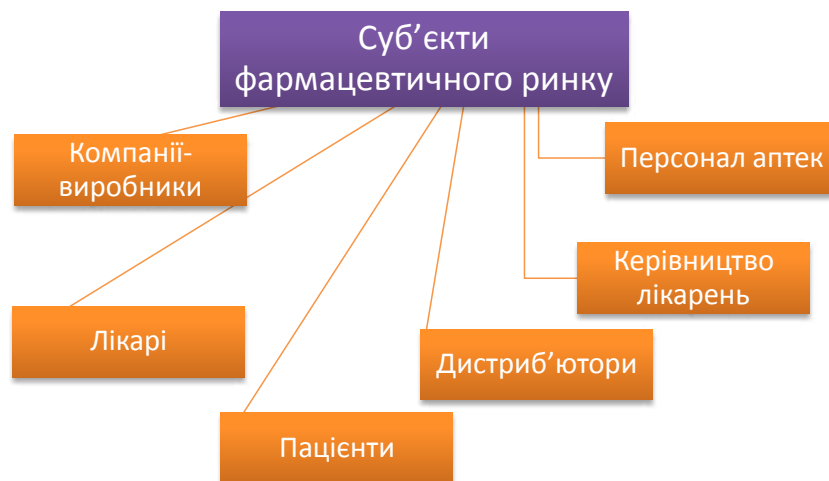 Суб’єкти
фармацевтичного ринку
Компанії-
виробники
Персонал аптек
Керівництво
лікарень
Лікарі
Дистриб’ютори
Пацієнти